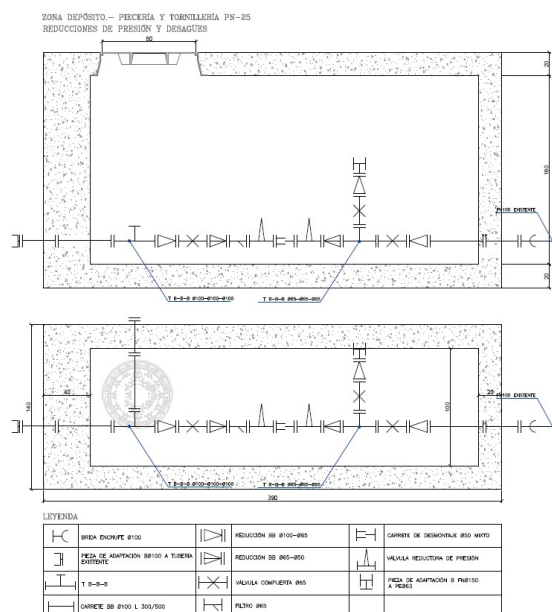 ZONA DEPÓSITO.- PIECERÍA Y TORNILLERÍA PN-25
REDUCCIONES DE PRESIÓN Y DESAGÜES
80
20
160
FN100 EXISTENTE
20
T B-B-B Ø100-Ø100-Ø100
T B-B-B Ø65-Ø65-Ø65
140
40
100
20
FN100 EXISTENTE
T B-B-B Ø100-Ø100-Ø100
T B-B-B Ø65-Ø65-Ø65
390
LEYENDA
BRIDA ENCHUFE Ø100
REDUCCIÓN BB Ø100-Ø65
CARRETE DE DESMONTAJE Ø50 MIXTO
PIEZA DE ADAPTACIÓN BØ100 A TUBERIA
EXISTENTE
REDUCCIÓN BB Ø65-Ø50
VÁLVULA REDUCTORA DE PRESIÓN
T B-B-B
VÁLVULA COMPUERTA Ø65
PIEZA DE ADAPTACIÓN B FNØ150
A PEØ63
CARRETE BB Ø100 L 300/500
FILTRO Ø65